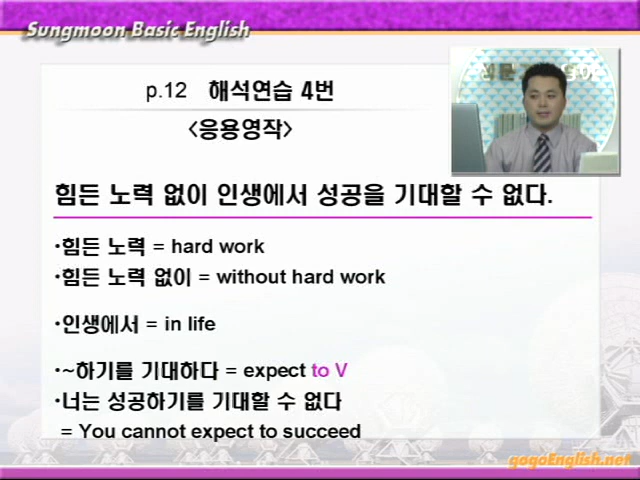 Sungmoon Basic English
p.12 해석연습 4번
<응용영작>
힘든 노력 없이 인생에서 성공을 기대할 수 없다.
·힘든 노력 = hard work
·힘든 노력 없이 = without hard work
·인생에서 = in life
·~하기를 기대하다 = expect to V
·너는 성공하기를 기대할 수 없다
= You cannot expect to succeed
gogoEnglish.net